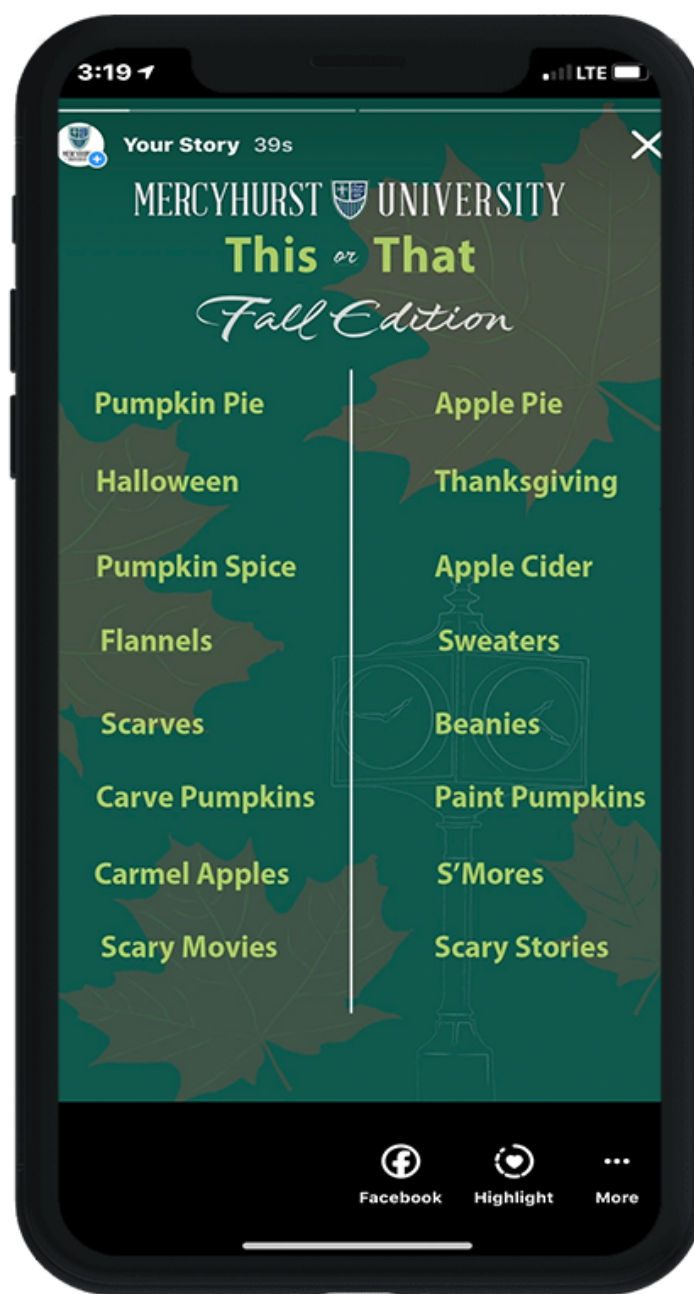 3:19 LTE
Your Story 39s
MERCYHURST UNIVERSITY
This or That
Fall Edition
Pumpkin Pie Apple Pie
Halloween Thanksgiving
Pumpkin Spice Apple Cider
Flannels Sweaters
Scarves Beanies
Carve Pumpkins Paint Pumpkins
Carmel Apples S’Mores
Scary Movies Scary Stories
Facebook Highlight More